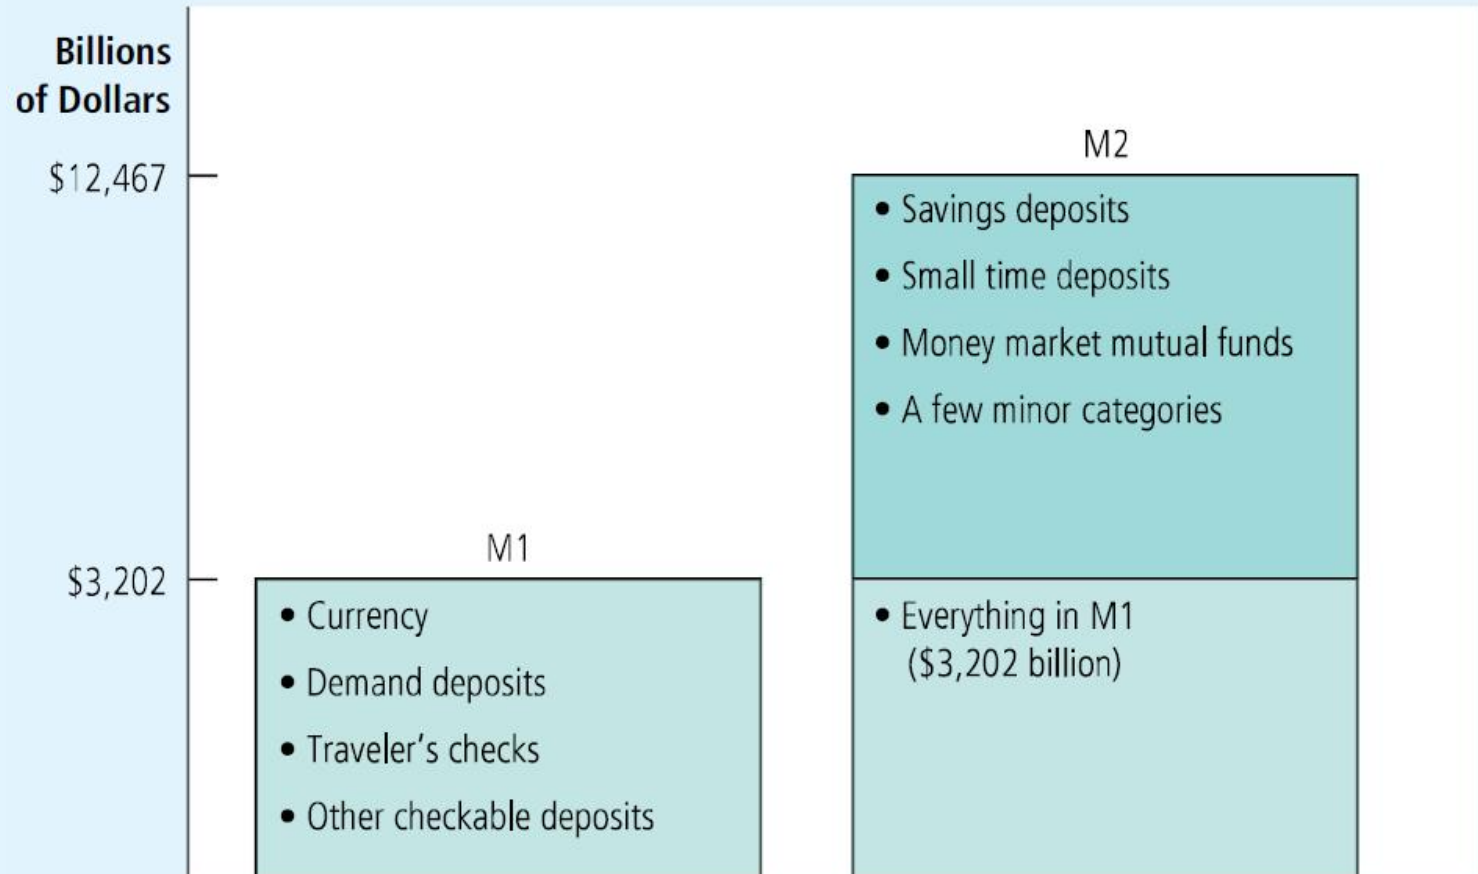 Billions
of Dollars
$12,467
$3,202
M1
• Currency
• Demand deposits
• Traveler's checks
• Other checkable deposits
M2
• Savings deposits
• Small time deposits
• Money market mutual funds
• A few minor categories
• Everything in M1
($3,202 billion)